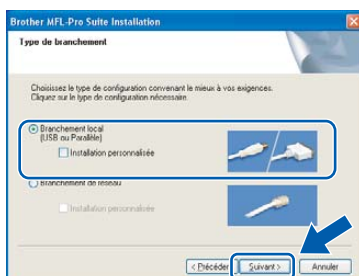 Brother MFL-Pro Suite Installation
Type de branchement
Choisissez le type de configuration convenant le mieux à vos exigences.
Cliquez sur le type de configuration nécessaire.
Branchement local
(USB ou Parallèle)
Installation personnalisée
Branchement de réseau
Installation personnalisée
< Précéder
Suivant >
Annuler